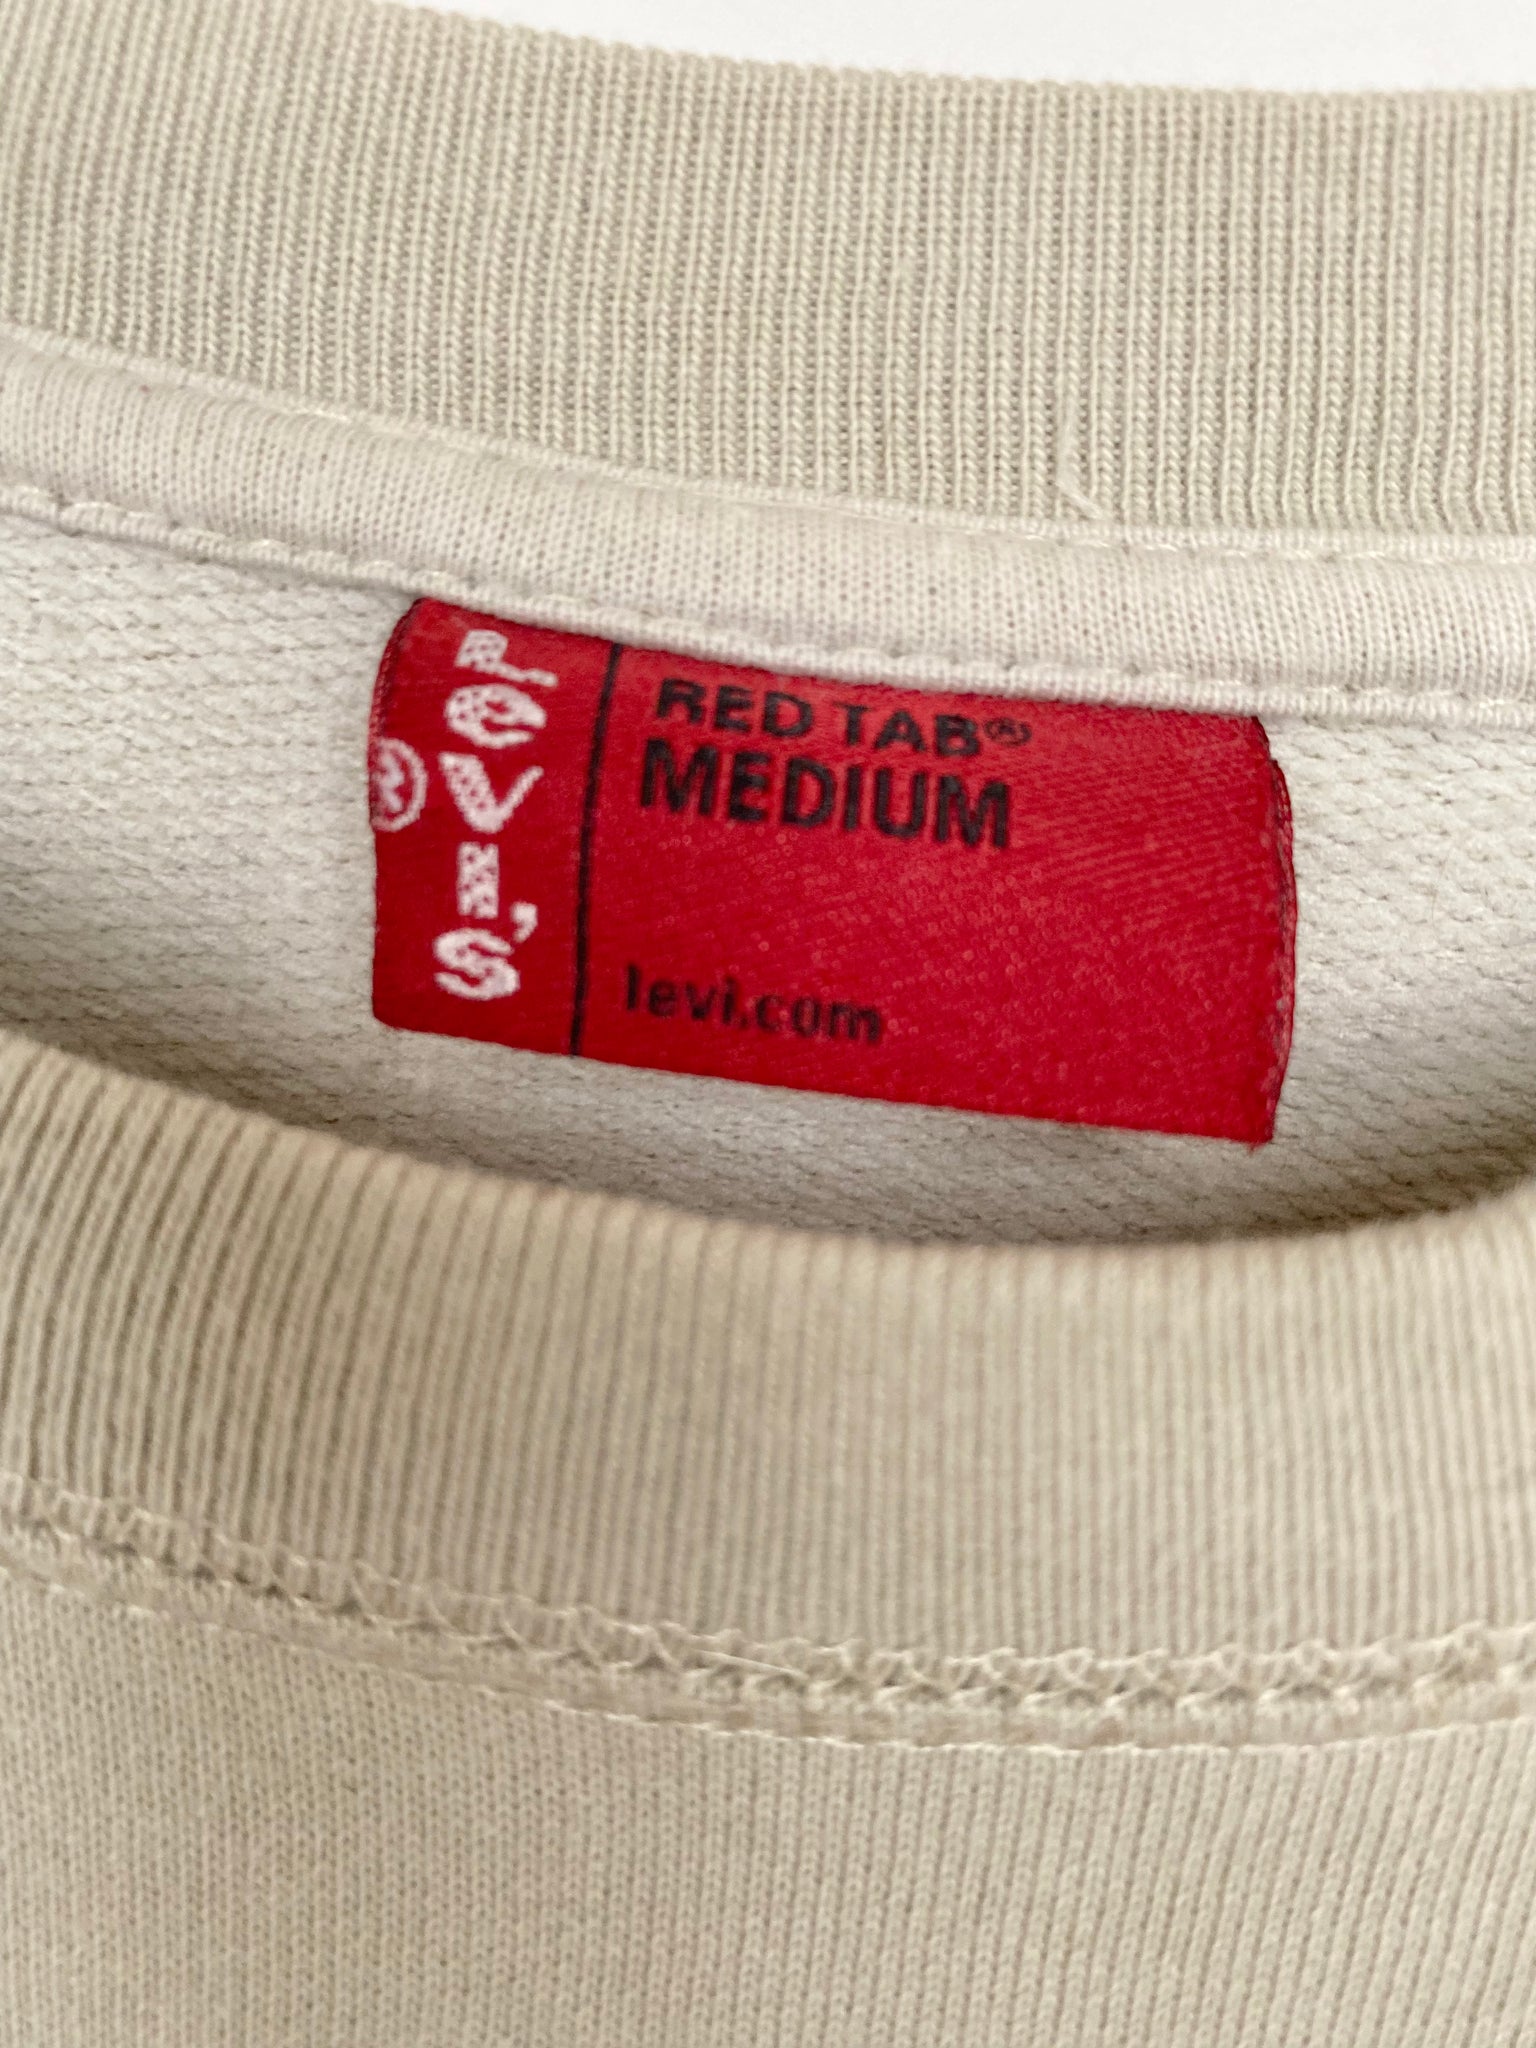 LEVI'S
®
RED TAB®
MEDIUM
levi.com